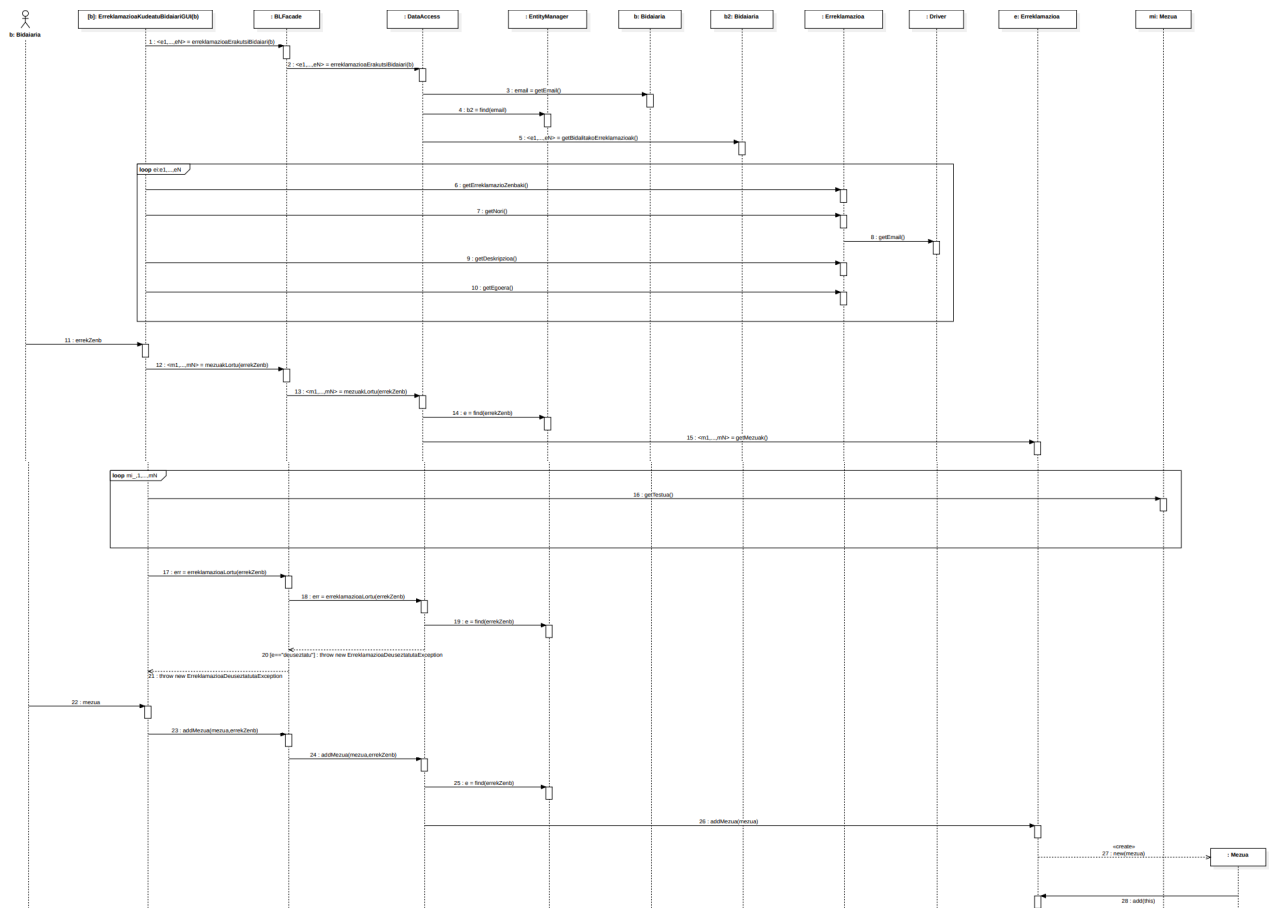 b: Bidaiaria
[b]: ErreklamazioaKudeatuBidaiariGUI(b)
: BLFacade
: DataAccess
: EntityManager
b: Bidaiaria
b2: Bidaiaria
: Erreklamazioa
: Driver
e: Erreklamazioa
mi: Mezua
1 : <e1,...,eN> = erreklamazioaErakutsiBidaiari(b)
2 : <e1,...,eN> = erreklamazioaErakutsiBidaiari(b)
3 : email = getEmail()
4 : b2 = find(email)
5 : <e1,...,eN> = getBidalitakoErreklamazioak()
loop ei:e1,...,eN
6 : getErreklamazioZenbaki()
7 : getNori()
8 : getEmail()
9 : getDeskripzioa()
10 : getEgoera()
11 : errekZenb
12 : <m1,...,mN> = mezuakLortu(errekZenb)
13 : <m1,...,mN> = mezuakLortu(errekZenb)
14 : e = find(errekZenb)
15 : <m1,...,mN> = getMezuak()
loop mi_,1,...,mN
16 : getTestua()
17 : err = erreklamazioaLortu(errekZenb)
18 : err = erreklamazioaLortu(errekZenb)
19 : e = find(errekZenb)
20 [e=="deuseztatu"] : throw new ErreklamazioaDeuseztatutaException
21 : throw new ErreklamazioaDeuseztatutaException
22 : mezua
23 : addMezua(mezua,errekZenb)
24 : addMezua(mezua,errekZenb)
25 : e = find(errekZenb)
26 : addMezua(mezua)
«create»
27 : new(mezua)
: Mezua
28 : add(this)